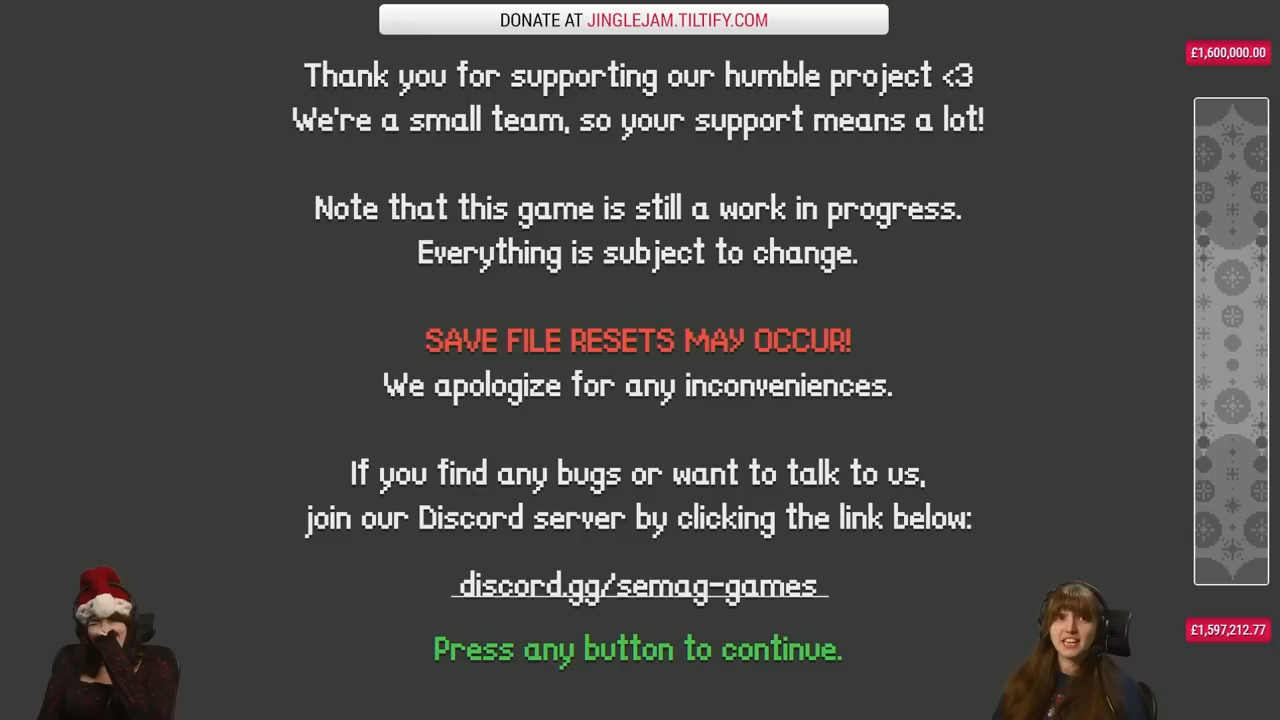 DONATE AT JINGLEJAM.TILTIFY.COM
£1,600,000.00
Thank you for supporting our humble project <3
We're a small team, so your support means a lot!
Note that this game is still a work in progress.
Everything is subject to change.
SAVE FILE RESETS MAY OCCUR!
We apologize for any inconveniences.
If you find any bugs or want to talk to us,
join our Discord server by clicking the link below:
discord.gg/semag-games
£1,597,212.77
Press any button to continue.